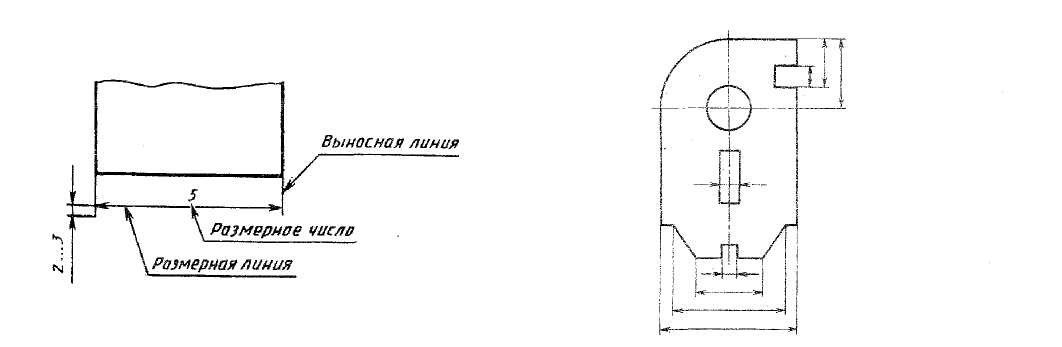 Выносная линия
5
Размерное число
Размерная линия
2...3